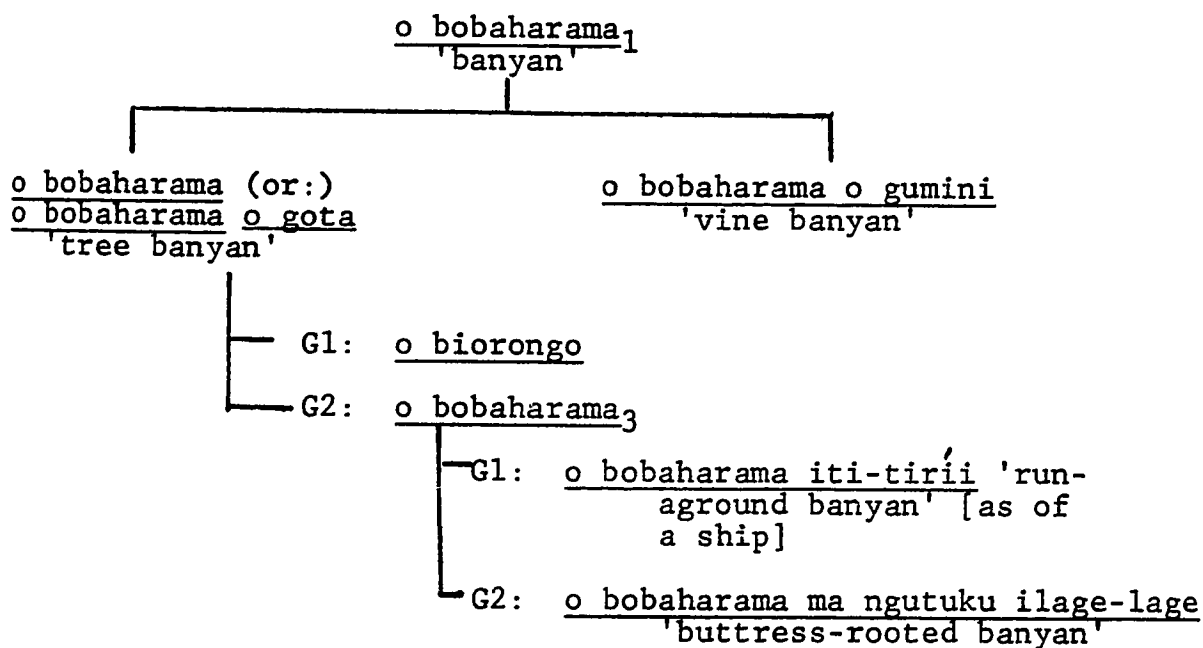 o bobaharama1
'banyan'
o bobaharama (or:)
o bobaharama o gota
'tree banyan'
o bobaharama o gumini
'vine banyan'
G1: o biorongo
G2: o bobaharama3
G1: o bobaharama iti-tiríi 'run-
aground banyan' [as of
a ship]
G2: o bobaharama ma ngutuku ilage-lage
'buttress-rooted banyan'